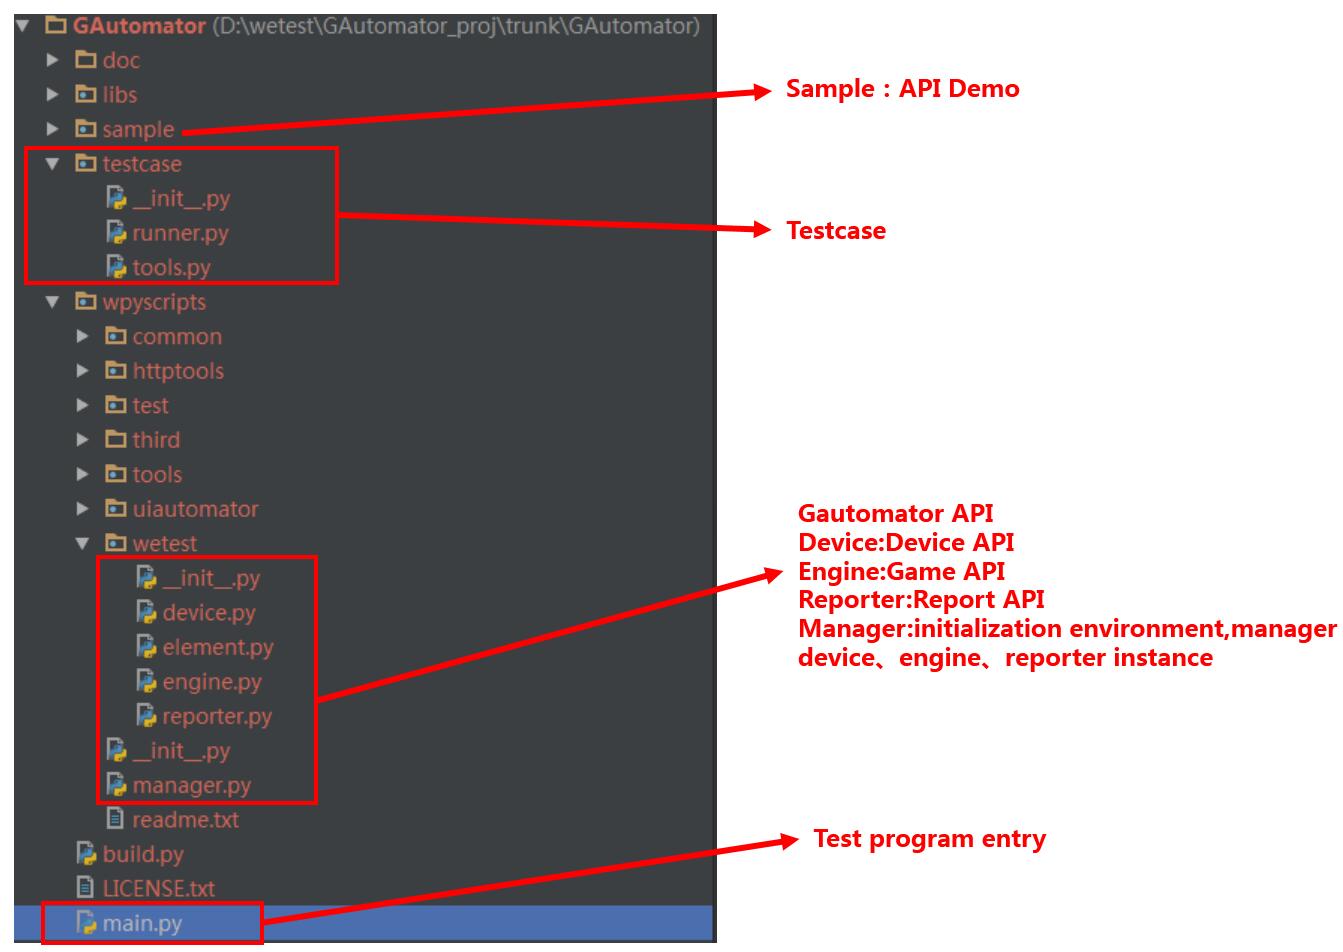 GAutomator (D:\wetest\GAutomator_proj\trunk\GAutomator)
doc
libs
sample
testcase
__init__.py
runner.py
tools.py
wpyscripts
common
httptools
test
third
tools
uiautomator
wetest
__init__.py
device.py
element.py
engine.py
reporter.py
__init__.py
manager.py
readme.txt
build.py
LICENSE.txt
main.py
Sample：API Demo
Testcase
Gautomator API
Device:Device API
Engine:Game API
Reporter:Report API
Manager:initialization environment,manager
device、engine、reporter instance
Test program entry